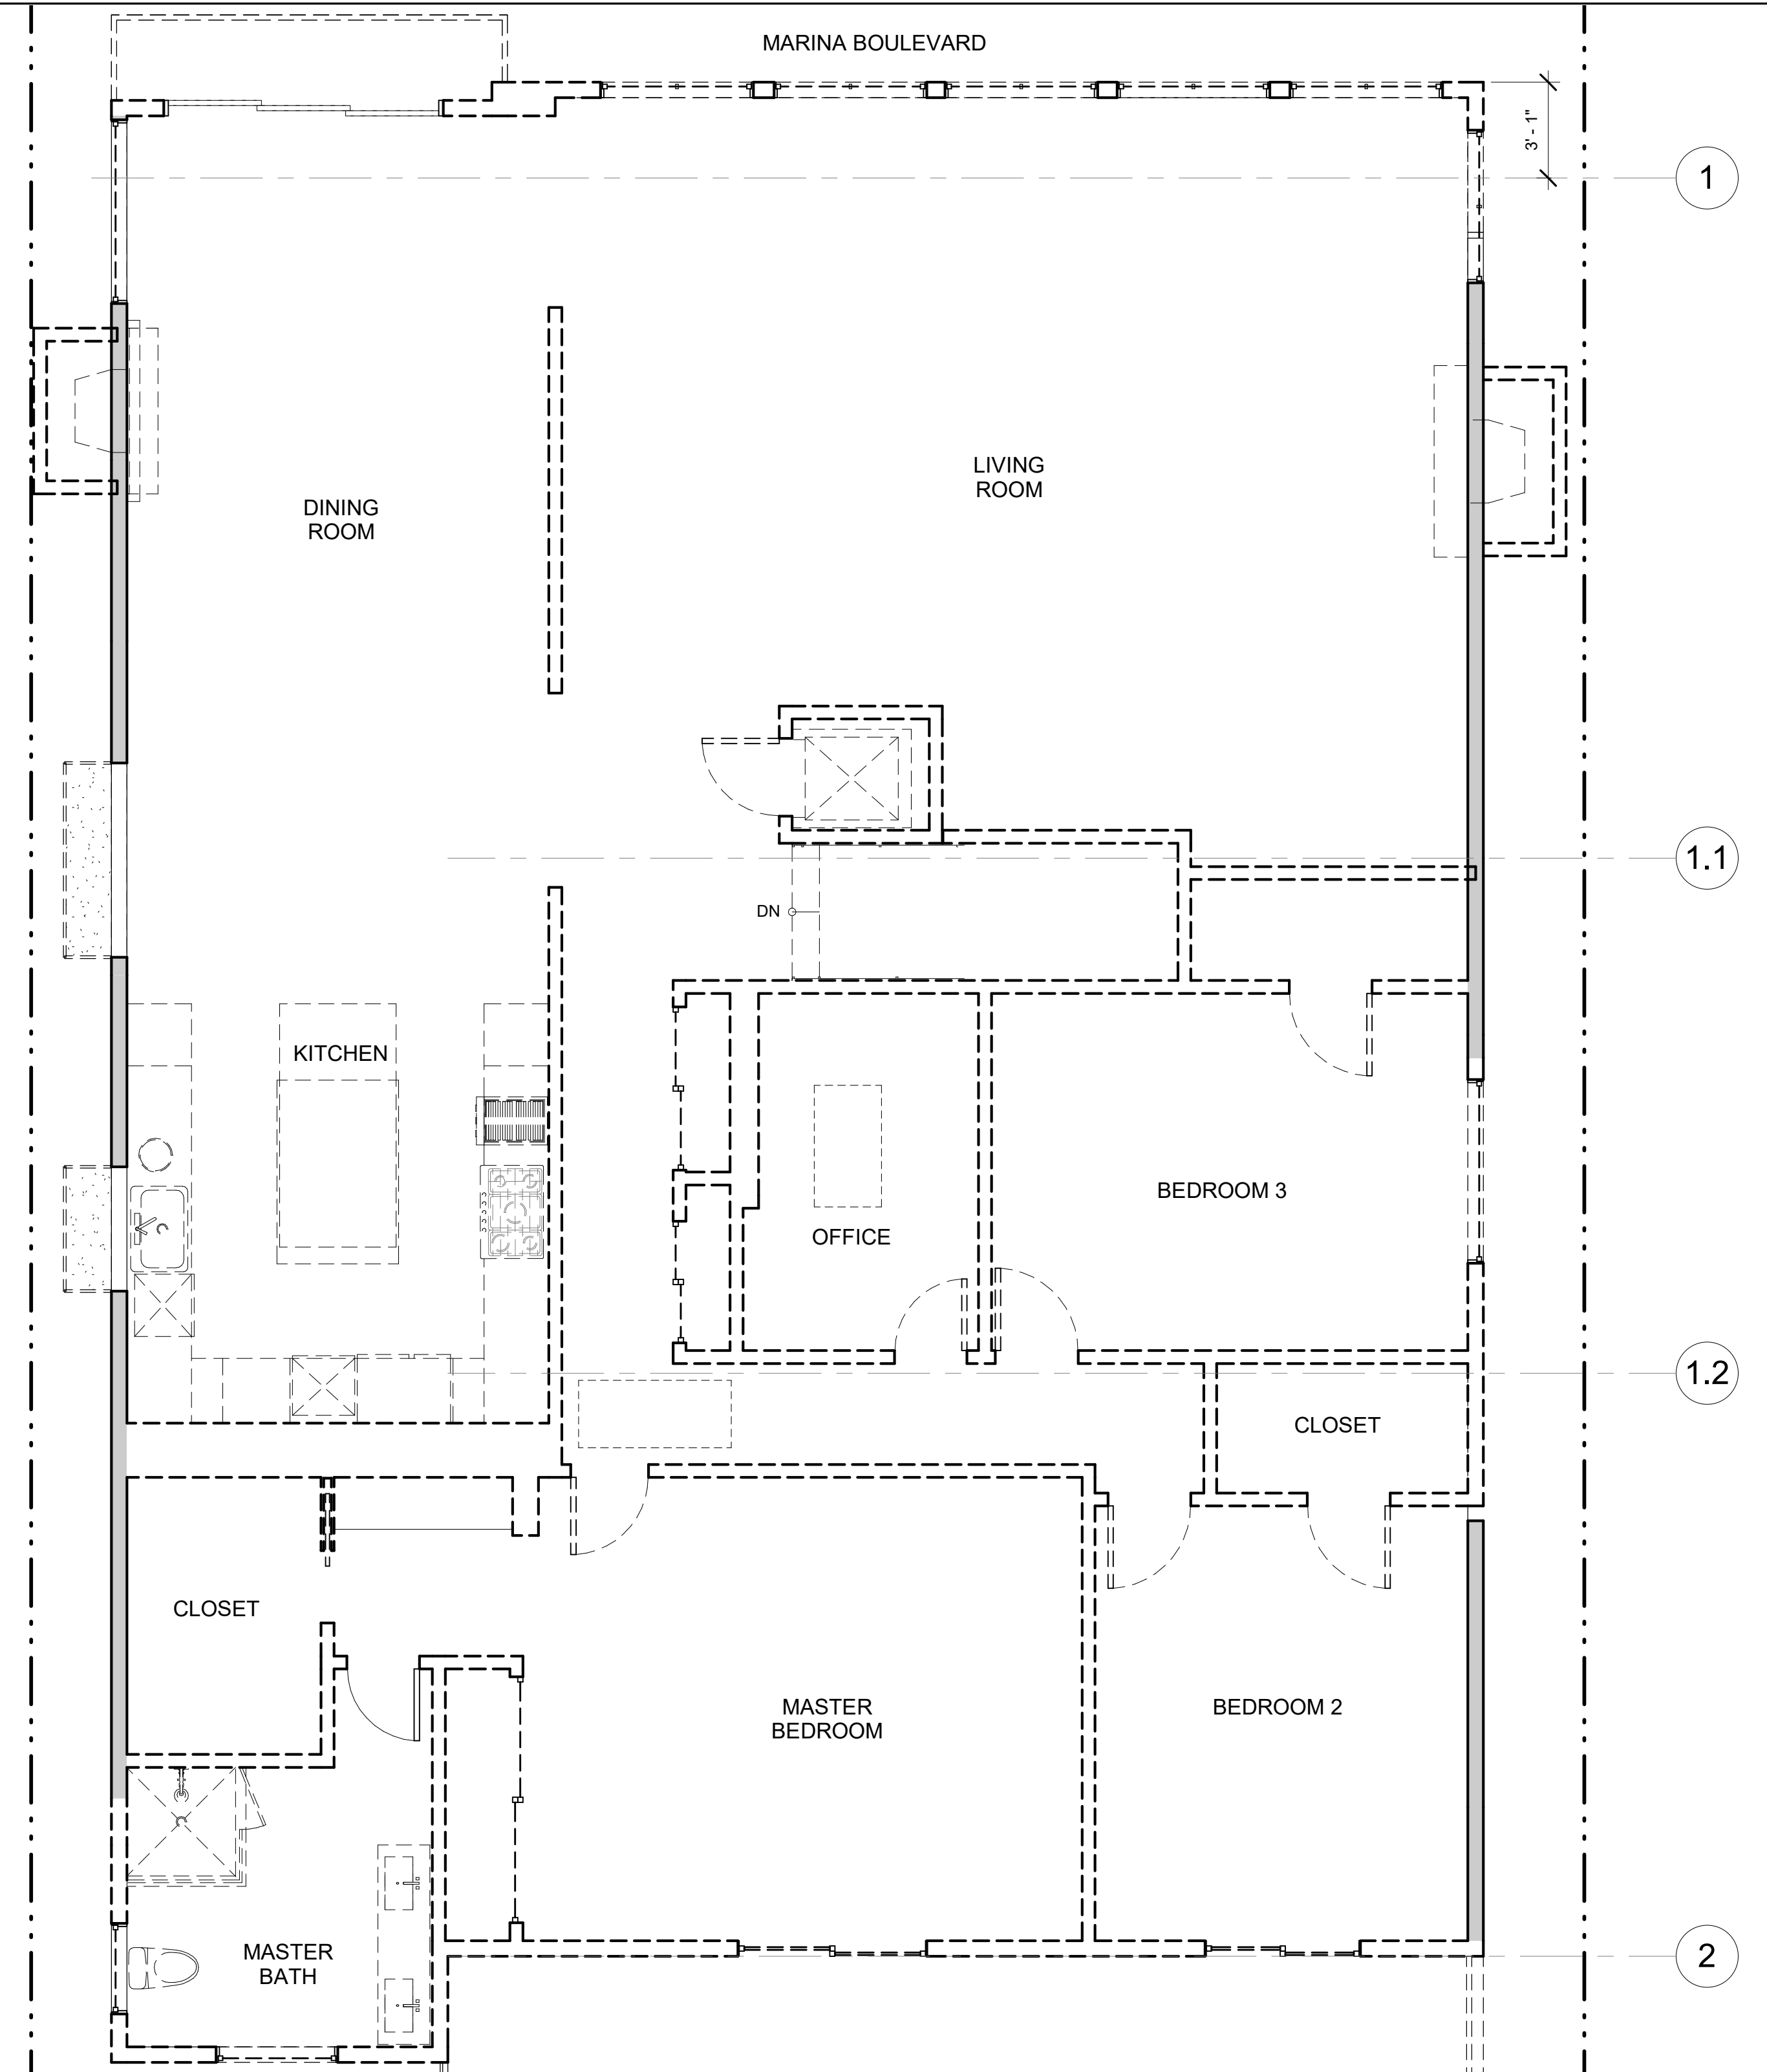 MARINA BOULEVARD
3' - 1"
1
LIVING
ROOM
DINING
ROOM
1.1
DN
KITCHEN
BEDROOM 3
OFFICE
1.2
CLOSET
CLOSET
MASTER
BEDROOM
BEDROOM 2
MASTER
BATH
2